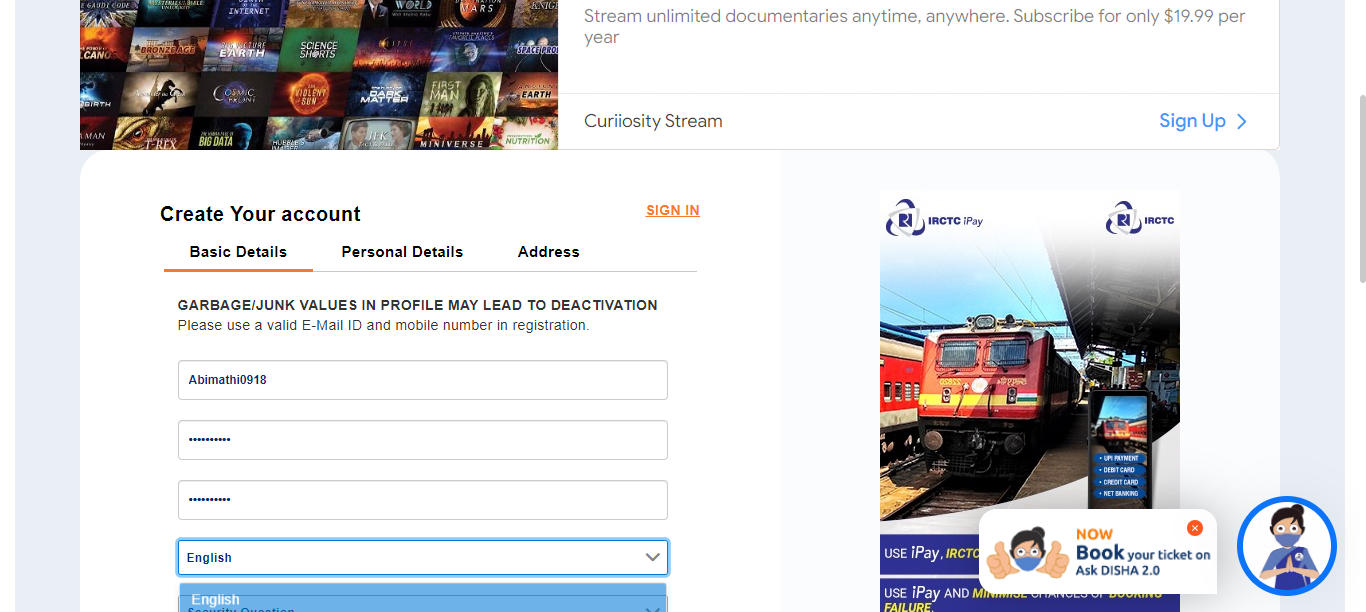 INTERNET
WORLD
MARS
BRONZE AGE
EARTH
SCIENCE SHORTS
ECLIPSE
COSMIC FRONT
VIOLENT SUN
DARK MATTER
FIRST MAN
EARTH
BIRTH
T-REX
BIG DATA
JFK
MINIVERSE
NUTRITION
Stream unlimited documentaries anytime, anywhere. Subscribe for only $19.99 per
year
Curiiosity Stream
Sign Up
Create Your account
SIGN IN
Basic Details
Personal Details
Address
GARBAGE/JUNK VALUES IN PROFILE MAY LEAD TO DEACTIVATION
Please use a valid E-Mail ID and mobile number in registration.
Abimathi0918
••••••••••
••••••••••
English
English
Security Question
IRCTC iPay
IRCTC
• UPI PAYMENT
• DEBIT CARD
• CREDIT CARD
• NET BANKING
USE iPay, IRCTC
USE iPay AND MINIMISE CHANCES OF BOOKING
FAILURE.
NOW
Book your ticket on
Ask DISHA 2.0